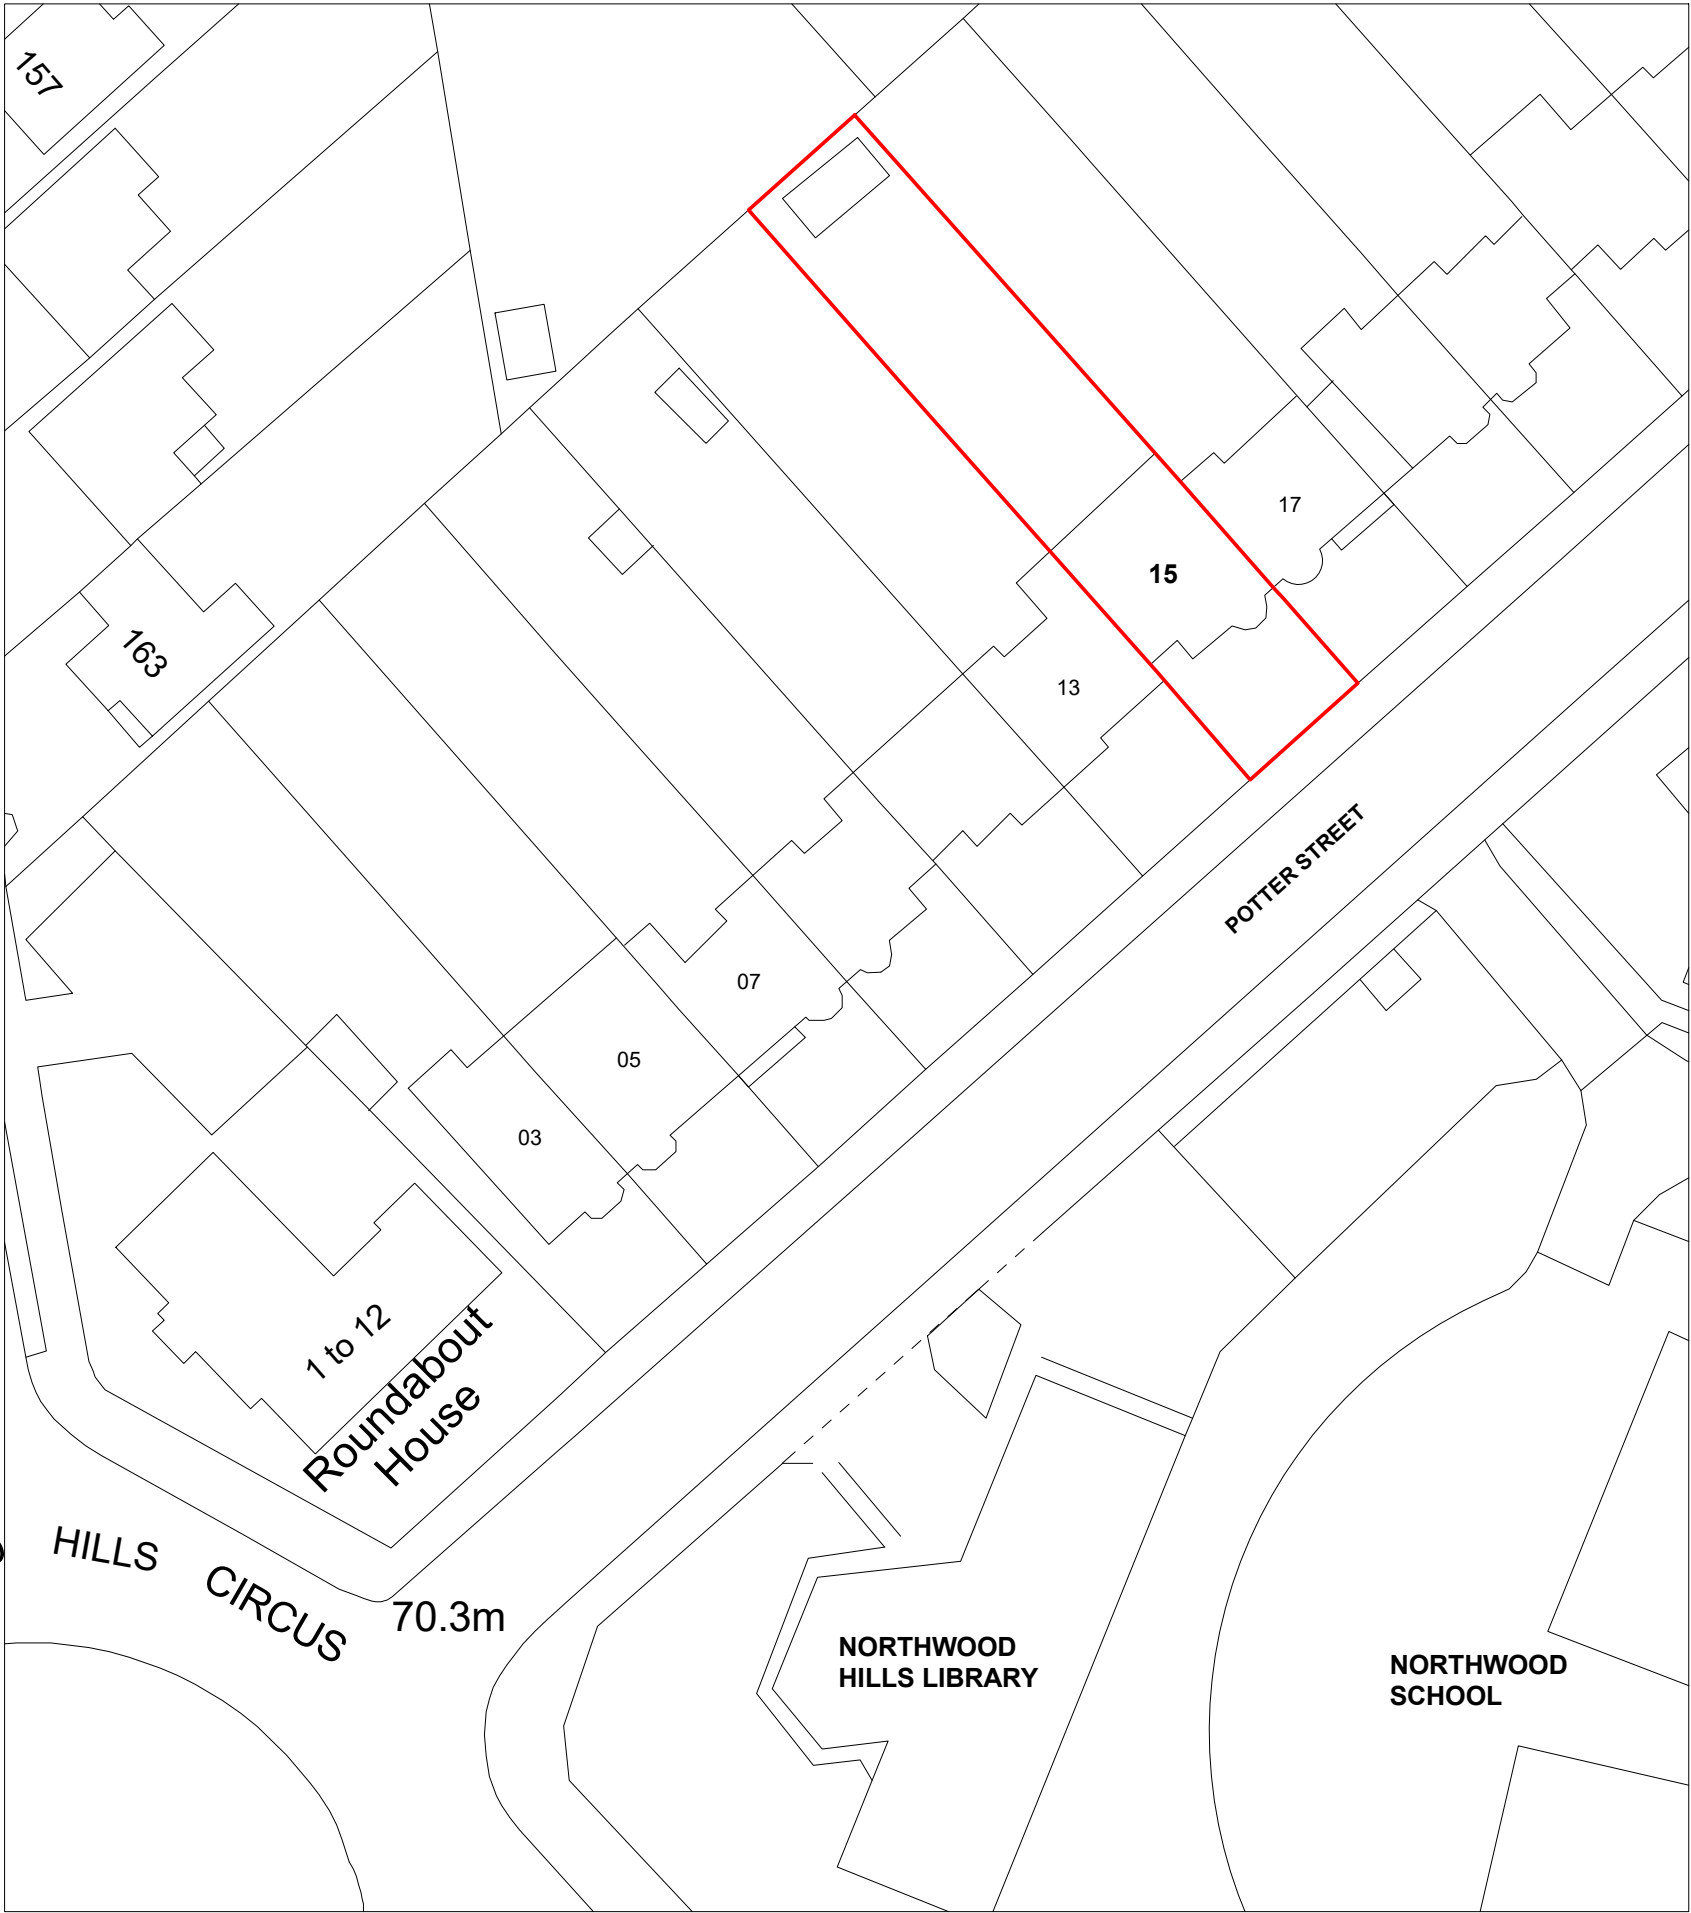 157
17
15
163
13
POTTER STREET
07
05
03
1 to 12
Roundabout
House
HILLS CIRCUS
70.3m
NORTHWOOD
HILLS LIBRARY
NORTHWOOD
SCHOOL